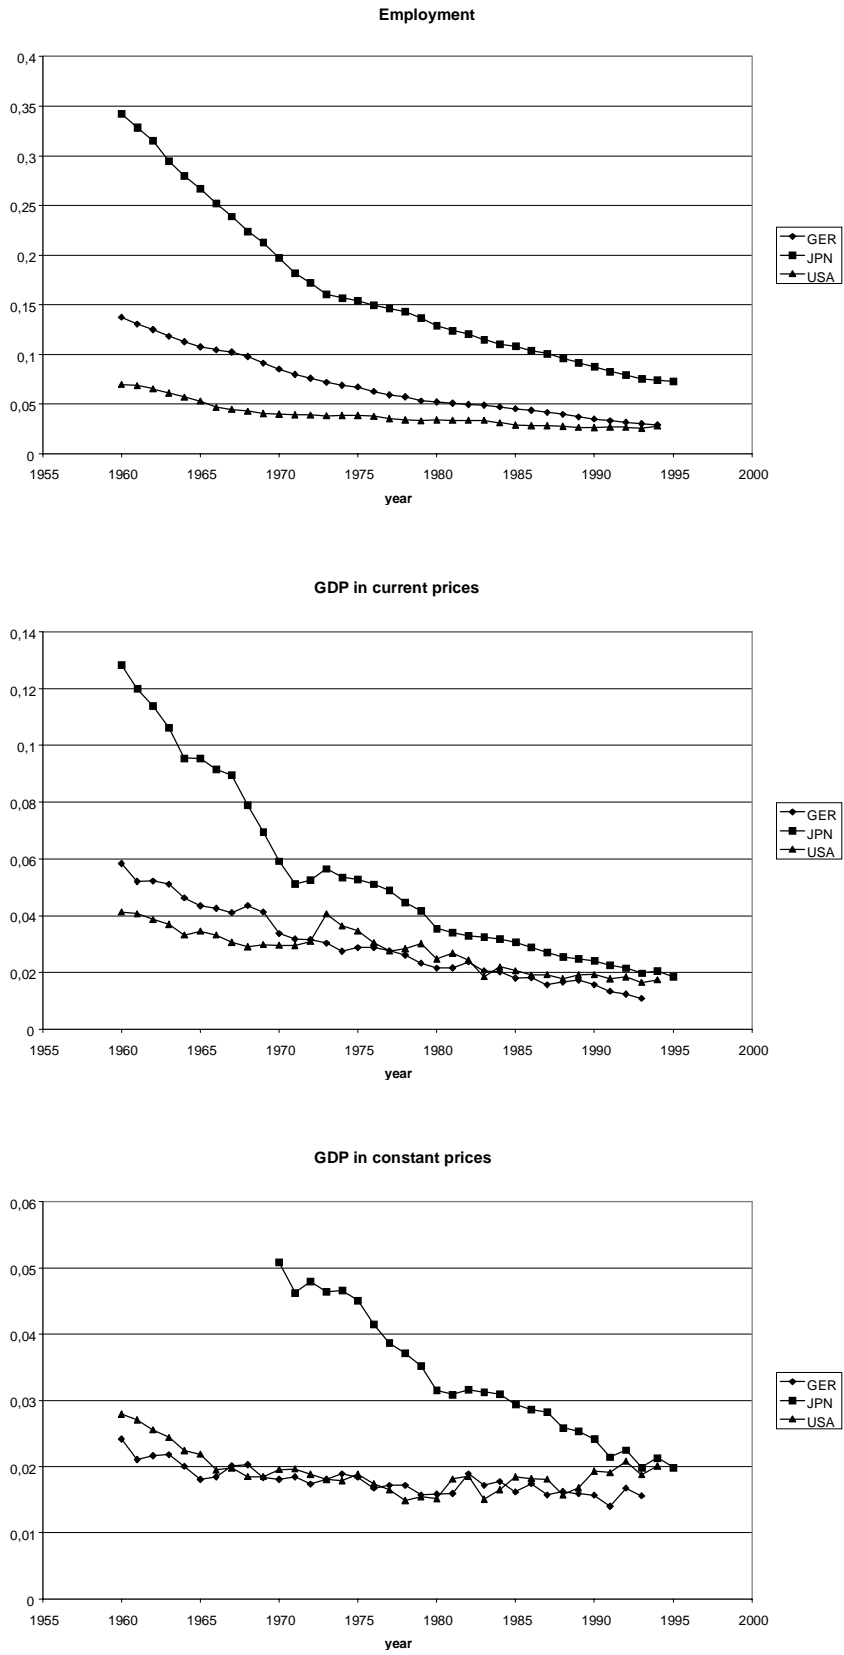 Employment
0,4
0,35
0,3
0,25
0,2
0,15
0,1
0,05
0
1955 1960 1965 1970 1975 1980 1985 1990 1995 2000
year
GER
JPN
USA
GDP in current prices
0,14
0,12
0,1
0,08
0,06
0,04
0,02
0
1955 1960 1965 1970 1975 1980 1985 1990 1995 2000
year
GER
JPN
USA
GDP in constant prices
0,06
0,05
0,04
0,03
0,02
0,01
0
1955 1960 1965 1970 1975 1980 1985 1990 1995 2000
year
GER
JPN
USA